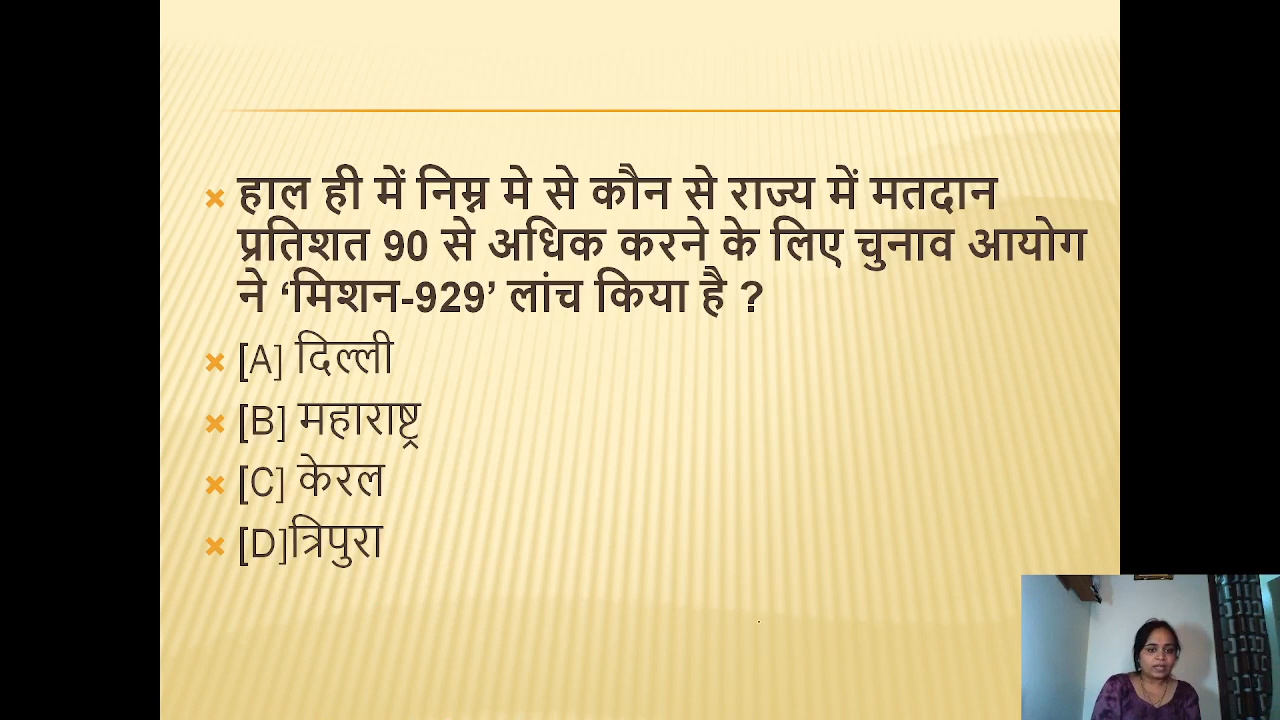 हाल ही में निम्न मे से कौन से राज्य में मतदान
प्रतिशत 90 से अधिक करने के लिए चुनाव आयोग
ने ‘मिशन-929’ लांच किया है ?
[A] दिल्ली
[B] महाराष्ट्र
[C] केरल
[D]त्रिपुरा